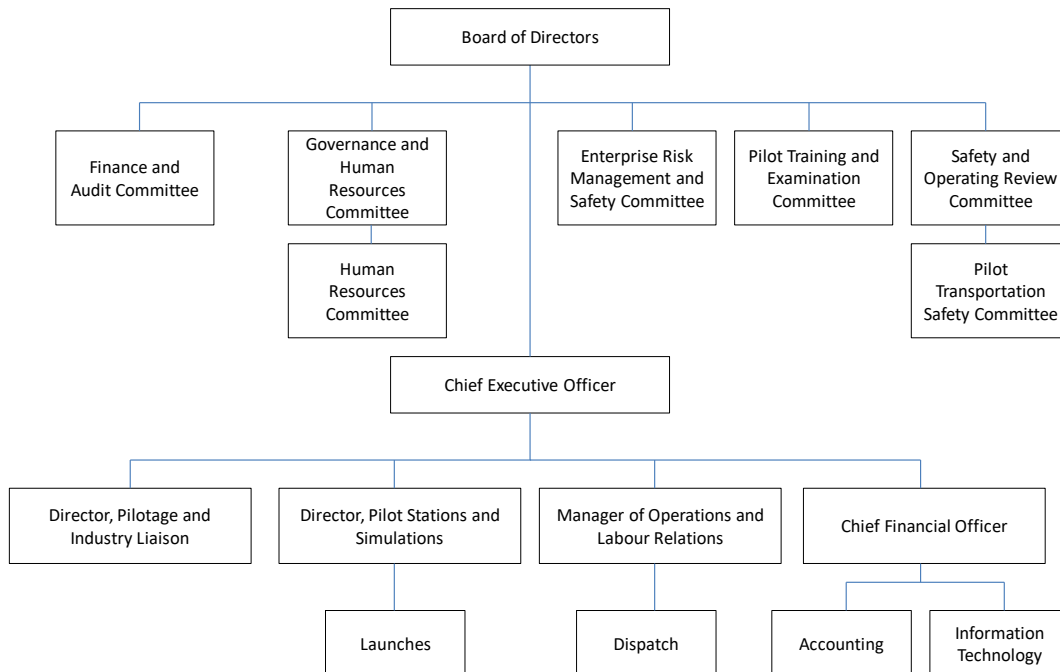 Board of Directors
Finance and
Audit Committee
Governance and
Human
Resources
Committee
Enterprise Risk
Management and
Safety Committee
Pilot Training and
Examination
Committee
Safety and
Operating Review
Committee
Human
Resources
Committee
Pilot
Transportation
Safety Committee
Chief Executive Officer
Director, Pilotage and
Industry Liaison
Director, Pilot Stations and
Simulations
Manager of Operations and
Labour Relations
Chief Financial Officer
Launches
Dispatch
Accounting
Information
Technology